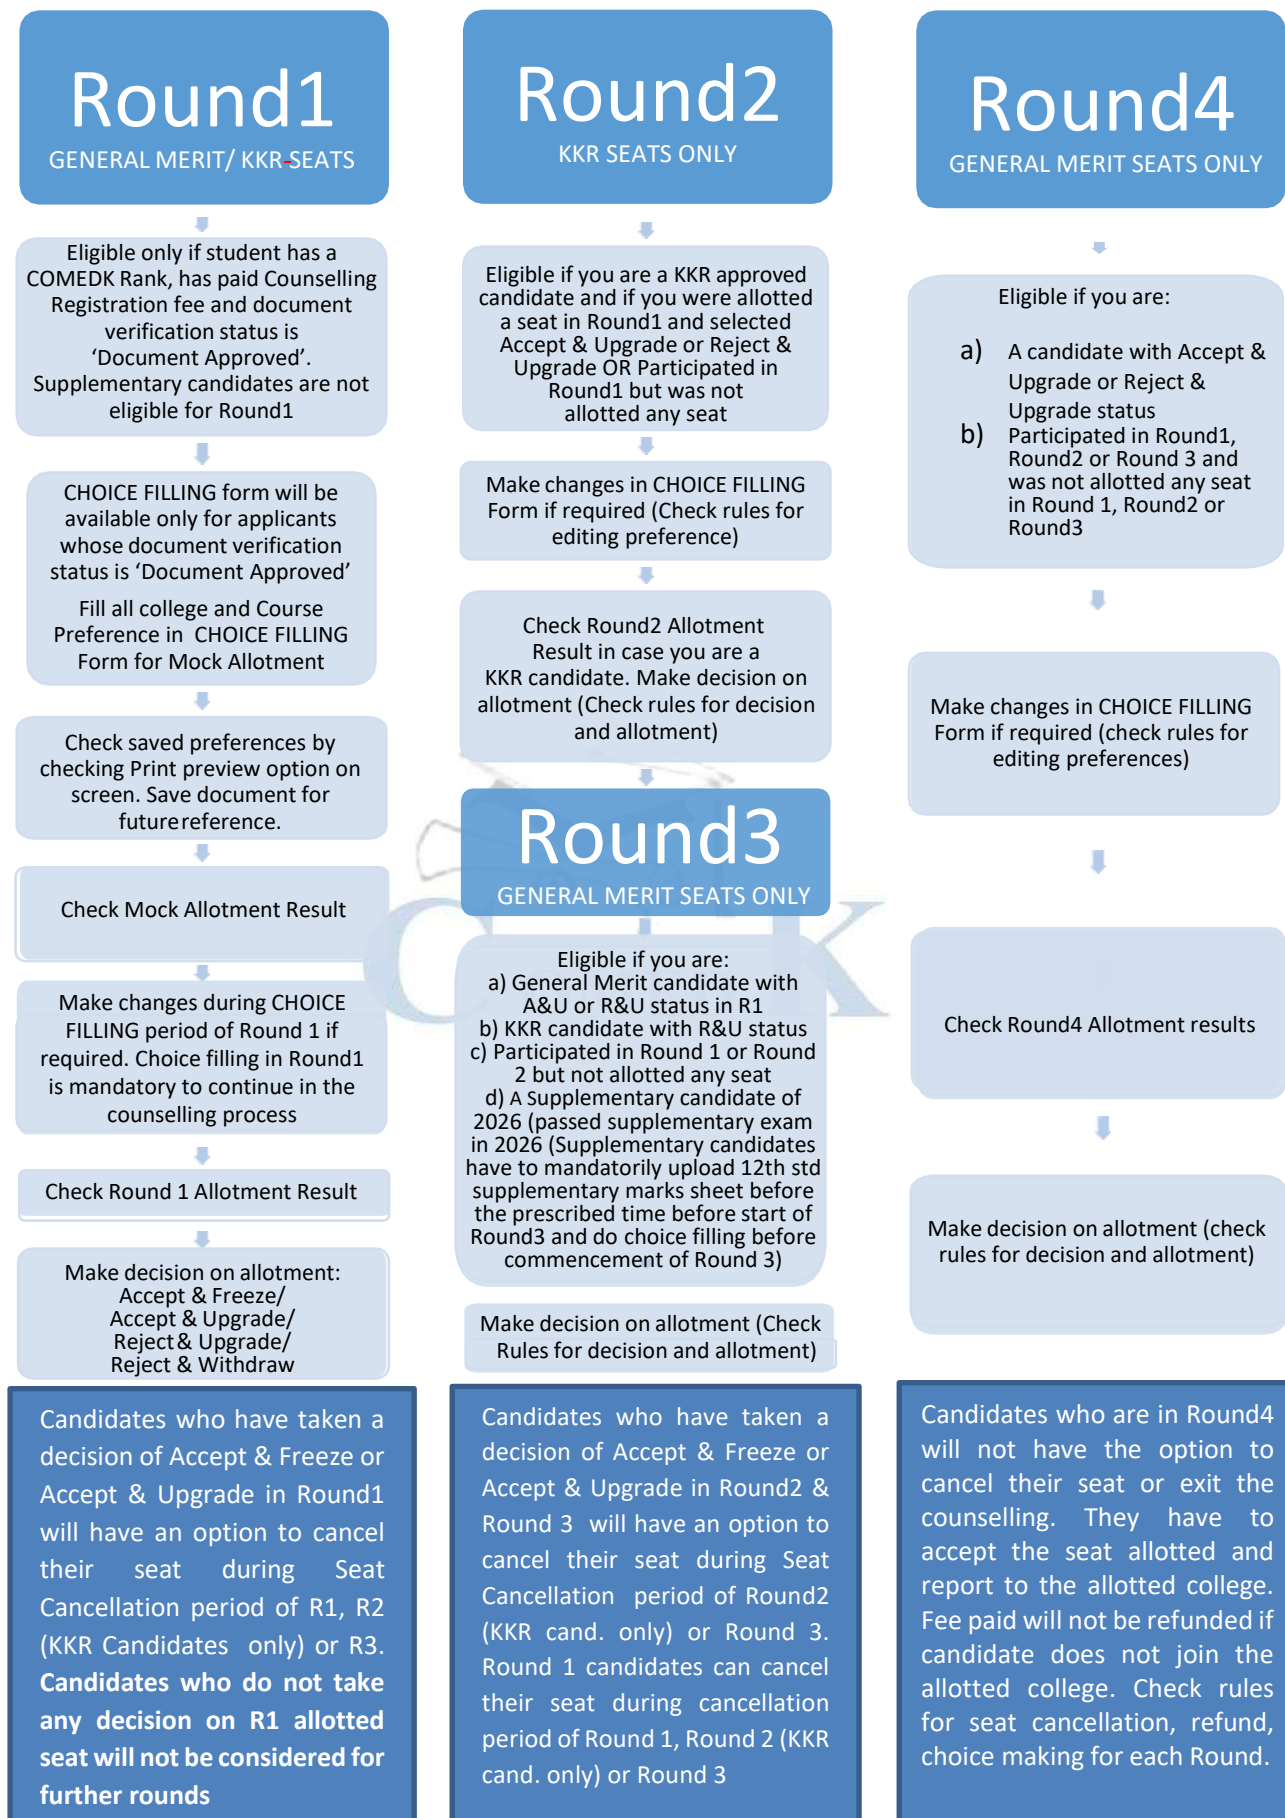 Round1
GENERAL MERIT/ KKR-SEATS
Eligible only if student has a
COMEDK Rank, has paid Counselling
Registration fee and document
verification status is
‘Document Approved’.
Supplementary candidates are not
eligible for Round1
CHOICE FILLING form will be
available only for applicants
whose document verification
status is ‘Document Approved’
Fill all college and Course
Preference in CHOICE FILLING
Form for Mock Allotment
Check saved preferences by
checking Print preview option on
screen. Save document for
future reference.
Check Mock Allotment Result
Make changes during CHOICE
FILLING period of Round 1 if
required. Choice filling in Round1
is mandatory to continue in the
counselling process
Check Round 1 Allotment Result
Make decision on allotment:
Accept & Freeze/
Accept & Upgrade/
Reject & Upgrade/
Reject & Withdraw
Candidates who have taken a
decision of Accept & Freeze or
Accept & Upgrade in Round1
will have an option to cancel
their seat during Seat
Cancellation period of R1, R2
(KKR Candidates only) or R3.
Candidates who do not take
any decision on R1 allotted
seat will not be considered for
further rounds
Round2
KKR SEATS ONLY
Eligible if you are a KKR approved
candidate and if you were allotted
a seat in Round1 and selected
Accept & Upgrade or Reject &
Upgrade OR Participated in
Round1 but was not
allotted any seat
Make changes in CHOICE FILLING
Form if required (Check rules for
editing preference)
Check Round2 Allotment
Result in case you are a
KKR candidate. Make decision on
allotment (Check rules for decision
and allotment)
Round3
GENERAL MERIT SEATS ONLY
Eligible if you are:
a) General Merit candidate with
A&U or R&U status in R1
b) KKR candidate with R&U status
c) Participated in Round 1 or Round
2 but not allotted any seat
d) A Supplementary candidate of
2026 (passed supplementary exam
in 2026 (Supplementary candidates
have to mandatorily upload 12th std
supplementary marks sheet before
the prescribed time before start of
Round3 and do choice filling before
commencement of Round 3)
Make decision on allotment (Check
Rules for decision and allotment)
Candidates who have taken a
decision of Accept & Freeze or
Accept & Upgrade in Round2 &
Round 3 will have an option to
cancel their seat during Seat
Cancellation period of Round2
(KKR cand. only) or Round 3.
Round 1 candidates can cancel
their seat during cancellation
period of Round 1, Round 2 (KKR
cand. only) or Round 3
Round4
GENERAL MERIT SEATS ONLY
Eligible if you are:
a) A candidate with Accept &
Upgrade or Reject &
Upgrade status
b) Participated in Round1,
Round2 or Round 3 and
was not allotted any seat
in Round 1, Round2 or
Round3
Make changes in CHOICE FILLING
Form if required (check rules for
editing preferences)
Check Round4 Allotment results
Make decision on allotment (check
rules for decision and allotment)
Candidates who are in Round4
will not have the option to
cancel their seat or exit the
counselling. They have to
accept the seat allotted and
report to the allotted college.
Fee paid will not be refunded if
candidate does not join the
allotted college. Check rules
for seat cancellation, refund,
choice making for each Round.